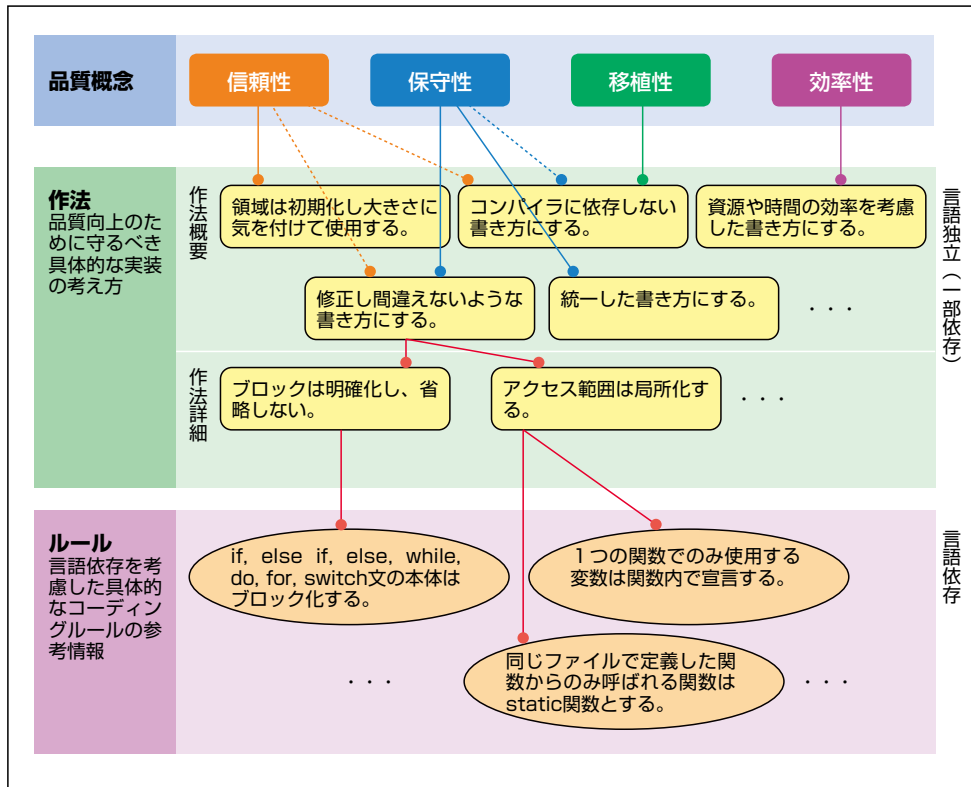 品質概念
信頼性
保守性
移植性
効率性
作法
品質向上のた
めに守るべき
具体的な実装
の考え方
作法概要
領域は初期化し大きさに
気を付けて使用する。
コンパイラに依存しない
書き方にする。
資源や時間の効率を考慮
した書き方にする。
修正し間違えないような
書き方にする。
統一した書き方にする。
・・・
言語独立（一部依存）
作法詳細
ブロックは明確化し、省
略しない。
アクセス範囲は局所化す
る。
・・・
ルール
言語依存を考
慮した具体的
なコーディン
グルールの参
考情報
if, else if, else, while,
do, for, switch文の本体は
ブロック化する。
１つの関数でのみ使用する
変数は関数内で宣言する。
言語依存
・・・
同じファイルで定義した関
数からのみ呼ばれる関数は
static関数とする。
・・・